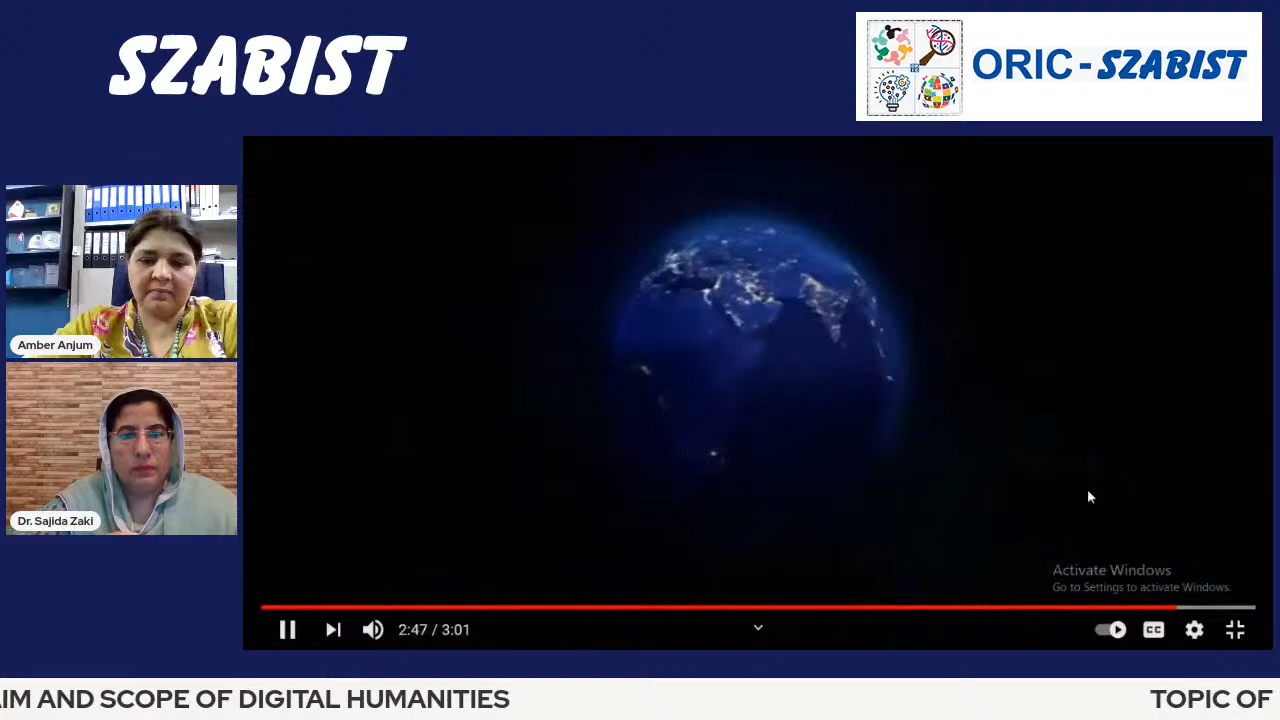 SZABIST
ORIC - SZABIST
Amber Anjum
Dr. Sajida Zaki
Activate Windows
Go to Settings to activate Windows.
2:47 / 3:01
CC
IM AND SCOPE OF DIGITAL HUMANITIES
TOPIC OF